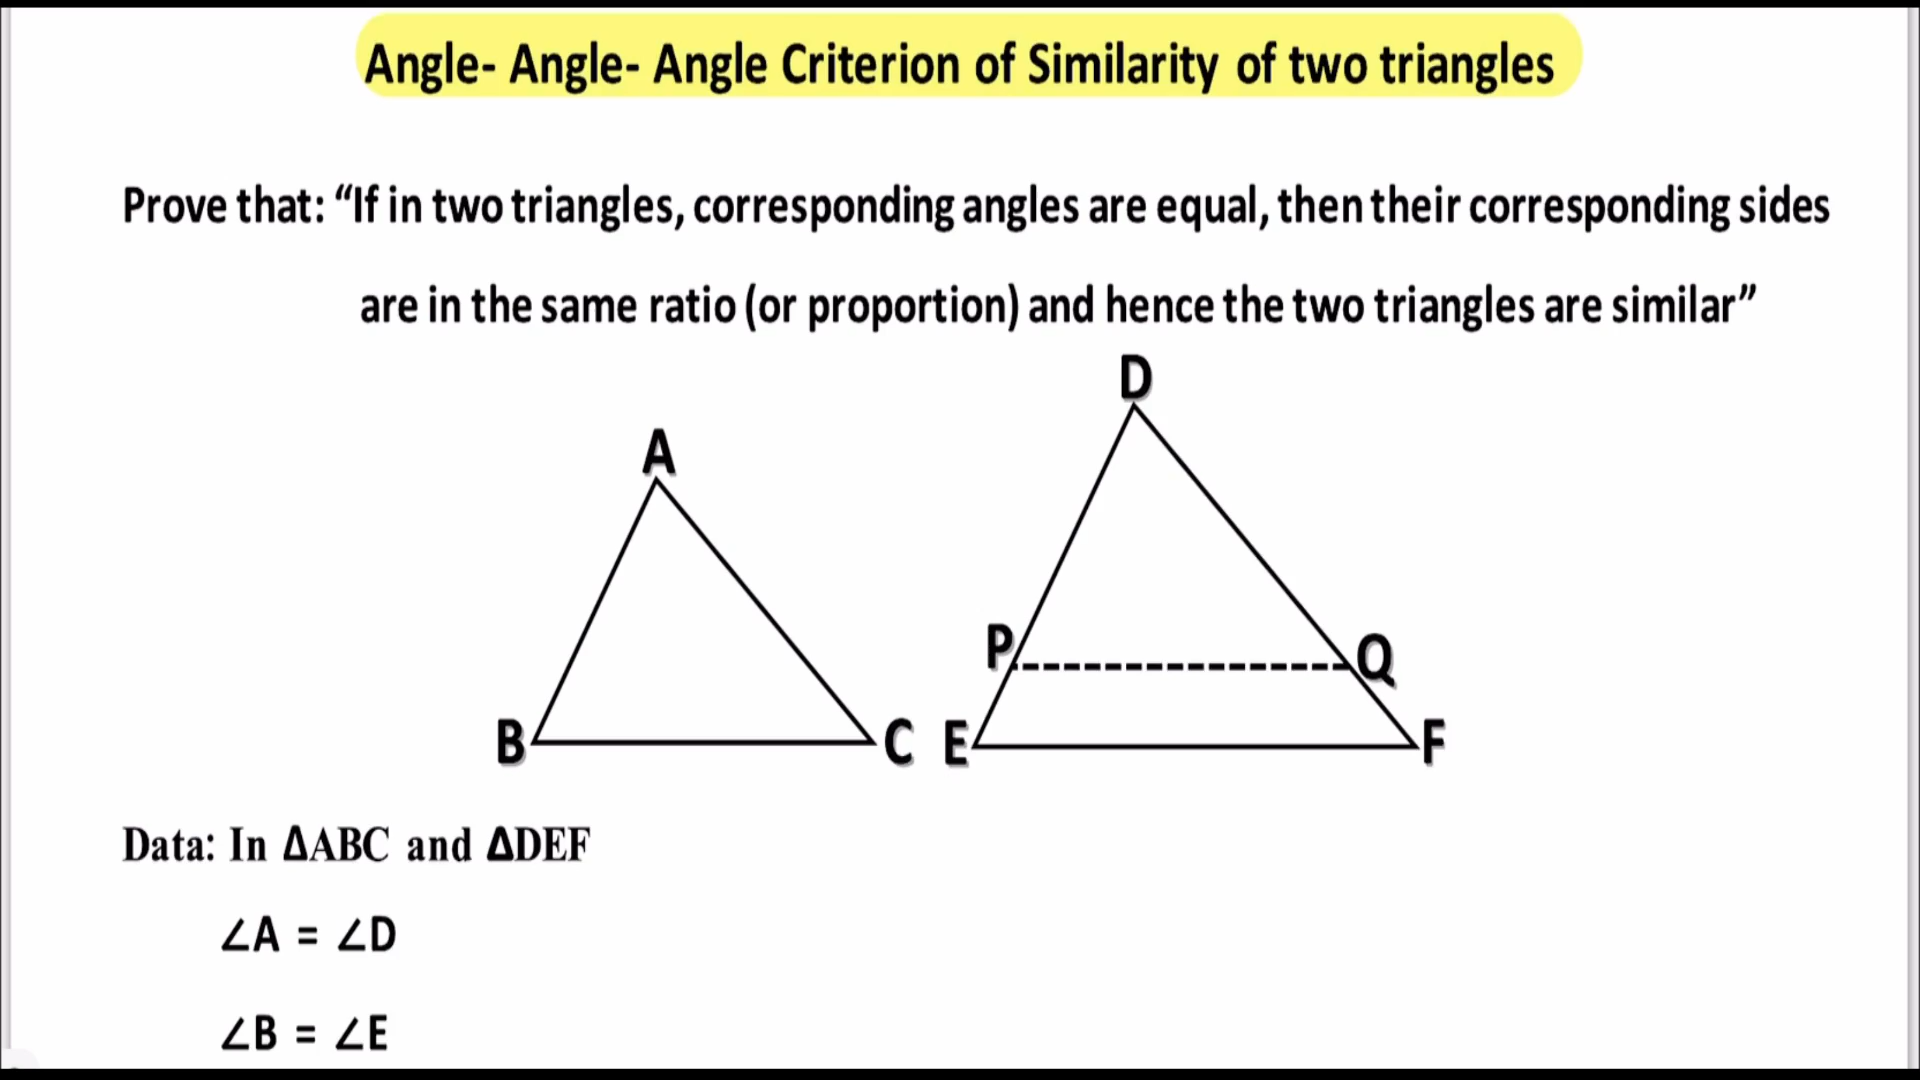 Angle- Angle- Angle Criterion of Similarity of two triangles
Prove that: “If in two triangles, corresponding angles are equal, then their corresponding sides
are in the same ratio (or proportion) and hence the two triangles are similar”
D
A
P
Q
B
C
E
F
Data: In ΔABC and ΔDEF
∠A = ∠D
∠B = ∠E